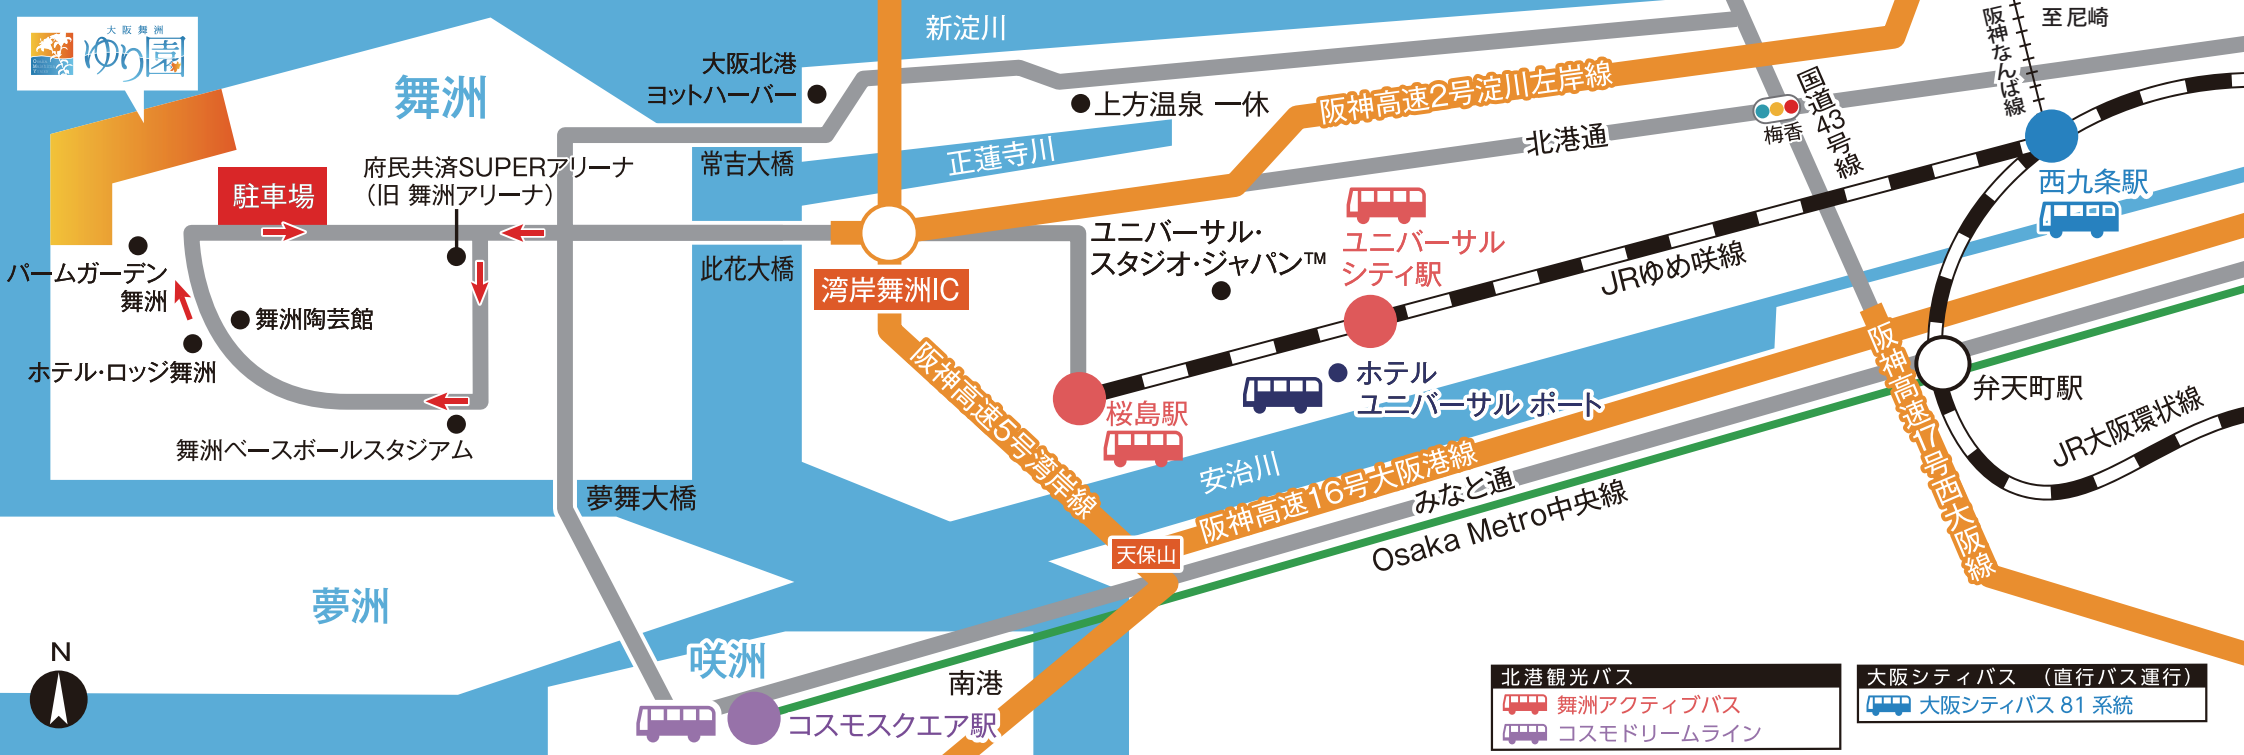 大阪舞洲
ゆり園
舞洲
大阪北港
ヨットハーバー
新淀川
上方温泉 一休
阪神高速2号淀川左岸線
国道43号線
阪神なんば線
至 尼崎
梅香
北港通
正蓮寺川
常吉大橋
府民共済SUPERアリーナ
（旧 舞洲アリーナ）
駐車場
西九条駅
ユニバーサル・
スタジオ・ジャパン™
ユニバーサル
シティ駅
JRゆめ咲線
パームガーデン
舞洲
此花大橋
湾岸舞洲IC
舞洲陶芸館
ホテル・ロッジ舞洲
阪神高速5号湾岸線
ホテル
ユニバーサル ポート
桜島駅
阪神高速17号西大阪線
弁天町駅
JR大阪環状線
舞洲ベースボールスタジアム
安治川
阪神高速16号大阪港線
みなと通
Osaka Metro中央線
夢舞大橋
天保山
夢洲
咲洲
南港
コスモスクエア駅
N
北港観光バス
舞洲アクティブバス
コスモドリームライン
大阪シティバス （直行バス運行）
大阪シティバス 81 系統